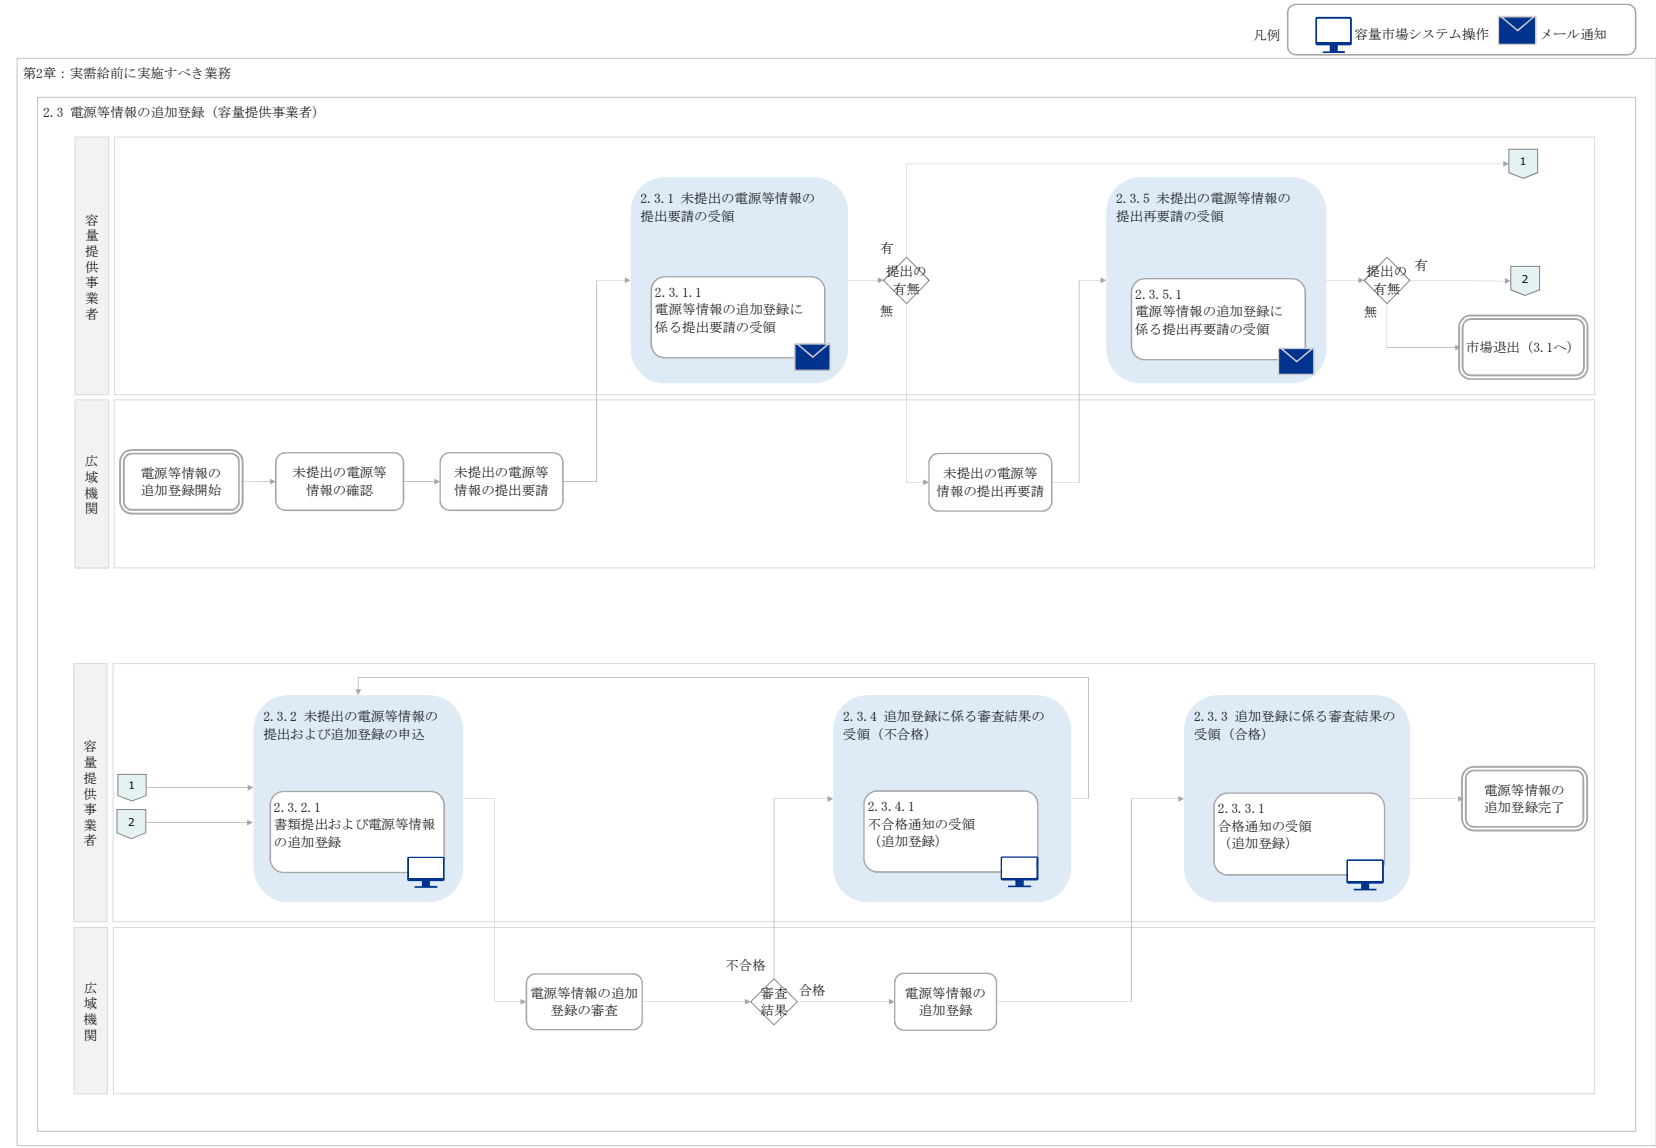 凡例
容量市場システム操作
メール通知
第2章：実需給前に実施すべき業務
2.3 電源等情報の追加登録（容量提供事業者）
容量提供事業者
1
2.3.1 未提出の電源等情報の
提出要請の受領
2.3.1.1
電源等情報の追加登録に
係る提出要請の受領
有
提出の
有無
無
2.3.5 未提出の電源等情報の
提出再要請の受領
2.3.5.1
電源等情報の追加登録に
係る提出再要請の受領
提出の
有無
有
無
2
市場退出（3.1へ）
広域機関
電源等情報の
追加登録開始
未提出の電源等
情報の確認
未提出の電源等
情報の提出要請
未提出の電源等
情報の提出再要請
容量提供事業者
1
2
2.3.2 未提出の電源等情報の
提出および追加登録の申込
2.3.2.1
書類提出および電源等情報
の追加登録
2.3.4 追加登録に係る審査結果の
受領（不合格）
2.3.4.1
不合格通知の受領
（追加登録）
2.3.3 追加登録に係る審査結果の
受領（合格）
2.3.3.1
合格通知の受領
（追加登録）
電源等情報の
追加登録完了
広域機関
電源等情報の追加
登録の審査
不合格
審査
結果
合格
電源等情報の
追加登録